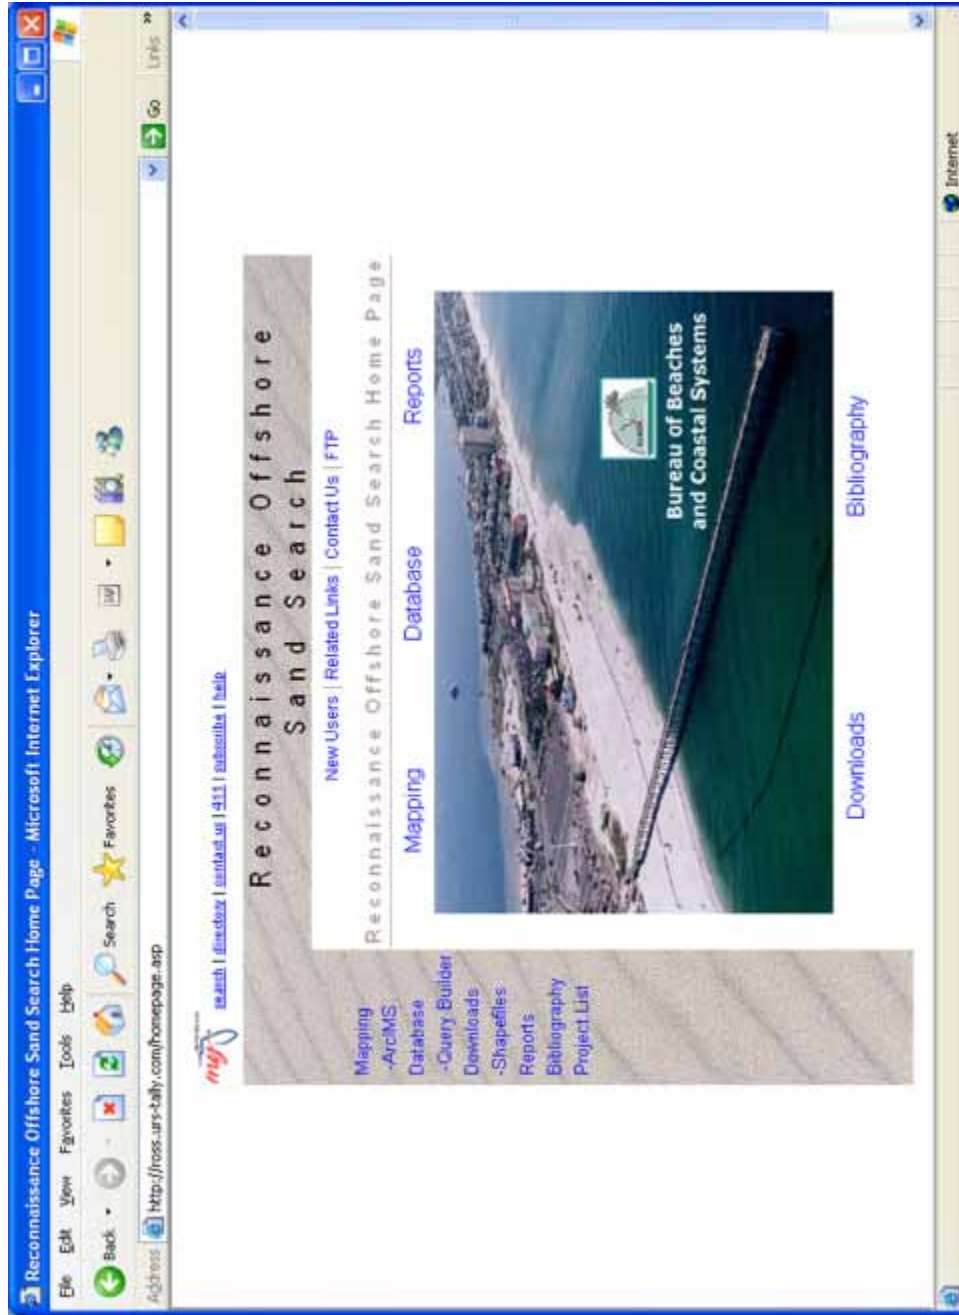 Reconnaissance Offshore Sand Search Home Page - Microsoft Internet Explorer
File Edit View Favorites Tools Help
Back Search Favorites
Address http://ross.urs-tally.com/homepage.asp Go Links »
search | directory | contact us | 411 | subscribe | help
Reconnaissance Offshore
Sand Search
New Users | Related Links | Contact Us | FTP
Reconnaissance Offshore Sand Search Home Page
Mapping
-ArcIMS
Database
-Query Builder
Downloads
-Shapefiles
Reports
Bibliography
Project List
Mapping Database Reports
Bureau of Beaches
and Coastal Systems
Downloads Bibliography
Internet